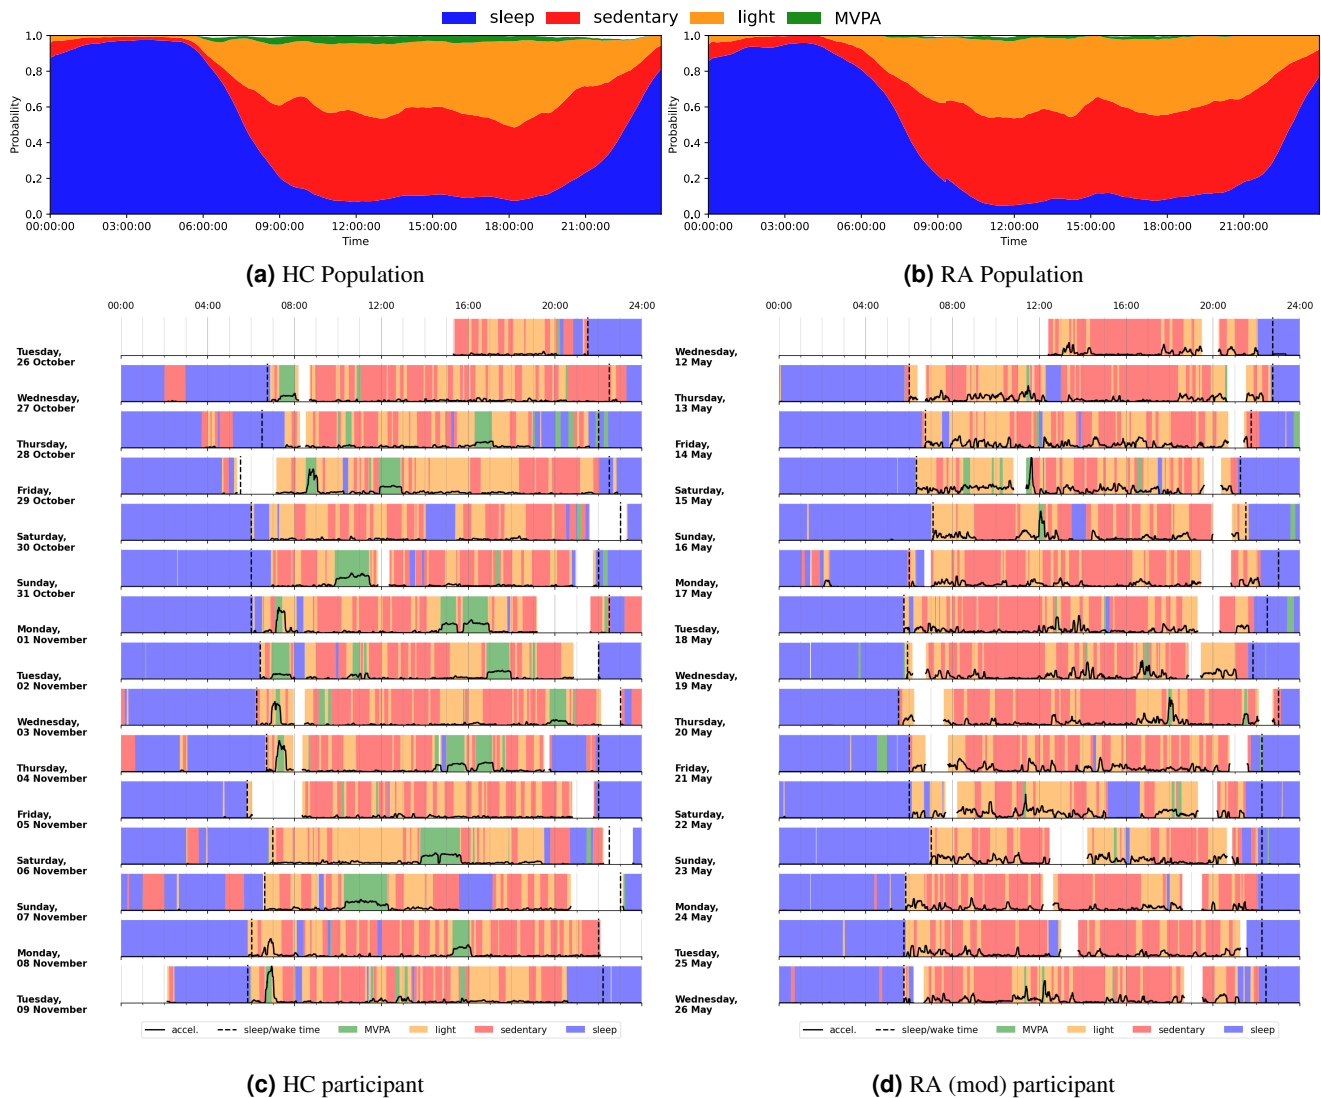 sleep sedentary light MVPA
1.0 0.8 0.6 0.4 0.2 0.0
Probability
00:00:00 03:00:00 06:00:00 09:00:00 12:00:00 15:00:00 18:00:00 21:00:00
Time
(a) HC Population
1.0 0.8 0.6 0.4 0.2 0.0
Probability
00:00:00 03:00:00 06:00:00 09:00:00 12:00:00 15:00:00 18:00:00 21:00:00
Time
(b) RA Population
00:00 04:00 08:00 12:00 16:00 20:00 24:00
Tuesday,
26 October
Wednesday,
27 October
Thursday,
28 October
Friday,
29 October
Saturday,
30 October
Sunday,
31 October
Monday,
01 November
Tuesday,
02 November
Wednesday,
03 November
Thursday,
04 November
Friday,
05 November
Saturday,
06 November
Sunday,
07 November
Monday,
08 November
Tuesday,
09 November
accel. sleep/wake time MVPA light sedentary sleep
(c) HC participant
00:00 04:00 08:00 12:00 16:00 20:00 24:00
Wednesday,
12 May
Thursday,
13 May
Friday,
14 May
Saturday,
15 May
Sunday,
16 May
Monday,
17 May
Tuesday,
18 May
Wednesday,
19 May
Thursday,
20 May
Friday,
21 May
Saturday,
22 May
Sunday,
23 May
Monday,
24 May
Tuesday,
25 May
Wednesday,
26 May
accel. sleep/wake time MVPA light sedentary sleep
(d) RA (mod) participant